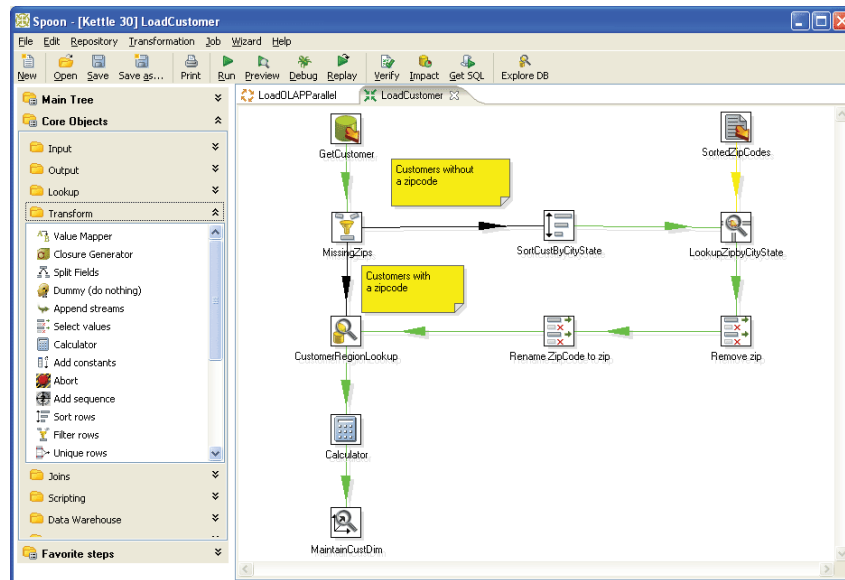 Spoon - [Kettle 30] LoadCustomer
File Edit Repository Transformation Job Wizard Help
New Open Save Save as... Print Run Preview Debug Replay Verify Impact Get SQL Explore DB
Main Tree
Core Objects
Input
Output
Lookup
Transform
Value Mapper
Closure Generator
Split Fields
Dummy (do nothing)
Append streams
Select values
Calculator
Add constants
Abort
Add sequence
Sort rows
Filter rows
Unique rows
Joins
Scripting
Data Warehouse
Favorite steps
LoadOLAPParallel LoadCustomer
GetCustomer
SortedZipCodes
Customers without
a zipcode
MissingZips
SortCustByCityState
LookupZipbyCityState
Customers with
a zipcode
CustomerRegionLookup
Rename ZipCode to zip
Remove zip
Calculator
MaintainCustDim